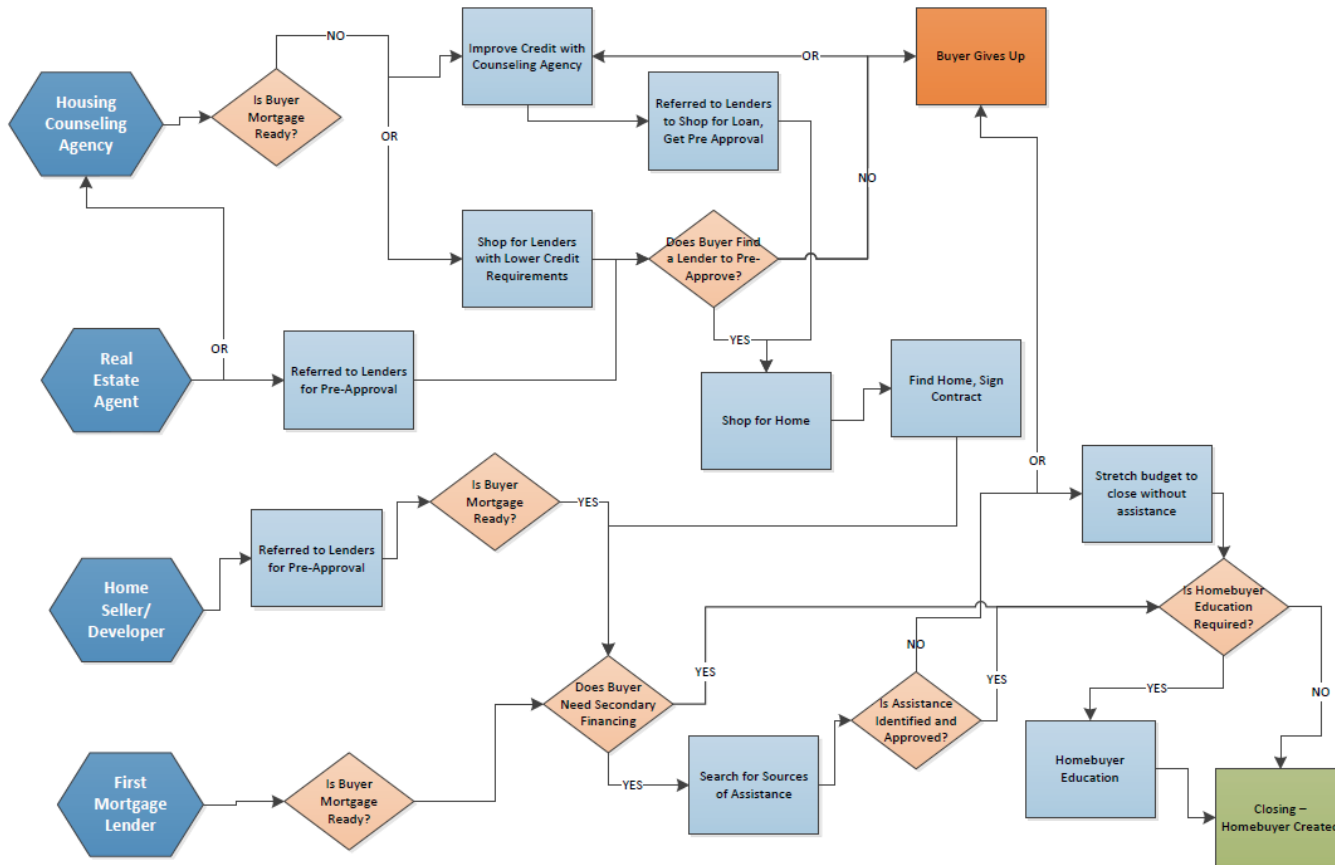 NO
Improve Credit with
Counseling Agency
OR
Buyer Gives Up
Housing
Counseling
Agency
Is Buyer
Mortgage
Ready?
Referred to Lenders
to Shop for Loan,
Get Pre Approval
OR
NO
Shop for Lenders
with Lower Credit
Requirements
Does Buyer Find
a Lender to Pre-
Approve?
YES
OR
Real
Estate
Agent
Referred to Lenders
for Pre-Approval
Shop for Home
Find Home, Sign
Contract
OR
Is Buyer
Mortgage
Ready?
YES
Stretch budget to
close without
assistance
Referred to Lenders
for Pre-Approval
Home
Seller/
Developer
Is Homebuyer
Education
Required?
NO
YES
YES
YES
NO
Does Buyer
Need Secondary
Financing
Is Assistance
Identified and
Approved?
YES
Search for Sources
of Assistance
Homebuyer
Education
First
Mortgage
Lender
Is Buyer
Mortgage
Ready?
Closing –
Homebuyer Created